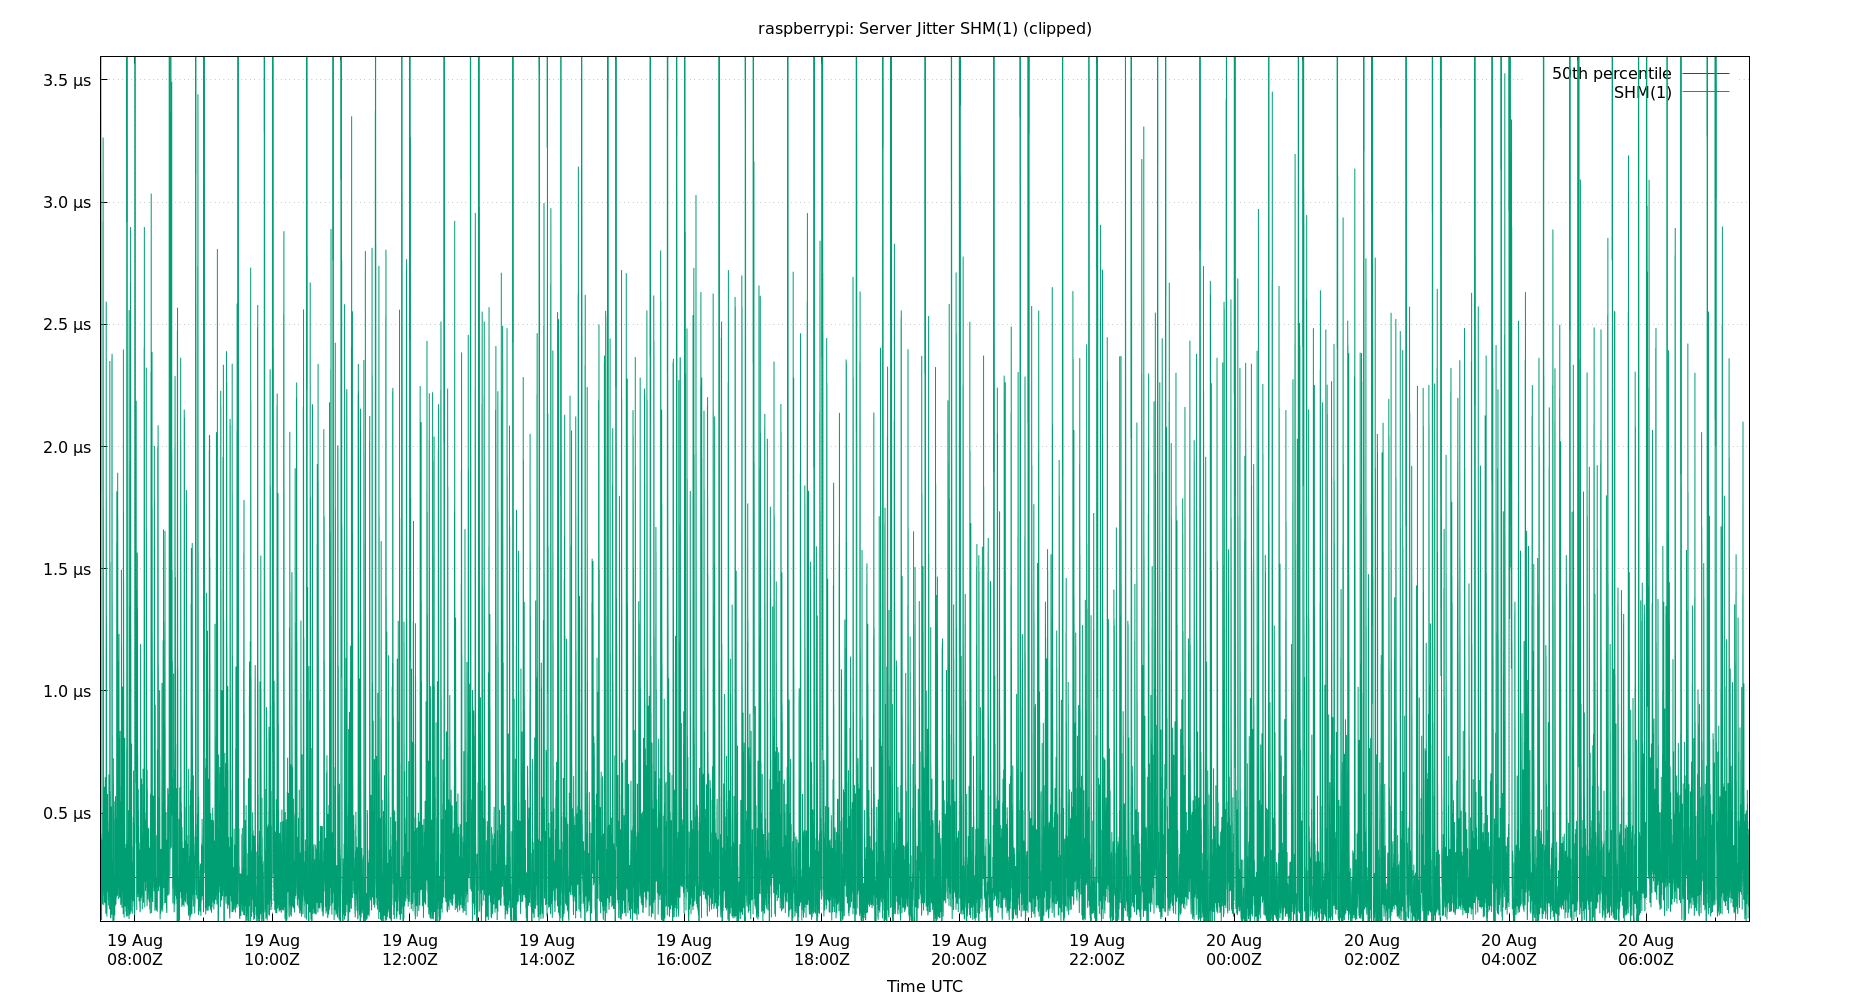 raspberrypi: Server Jitter SHM(1) (clipped)
50th percentile
SHM(1)
3.5 µs
3.0 µs
2.5 µs
2.0 µs
1.5 µs
1.0 µs
0.5 µs
19 Aug 19 Aug 19 Aug 19 Aug 19 Aug 19 Aug 19 Aug 19 Aug 20 Aug 20 Aug 20 Aug 20 Aug
08:00Z 10:00Z 12:00Z 14:00Z 16:00Z 18:00Z 20:00Z 22:00Z 00:00Z 02:00Z 04:00Z 06:00Z
Time UTC